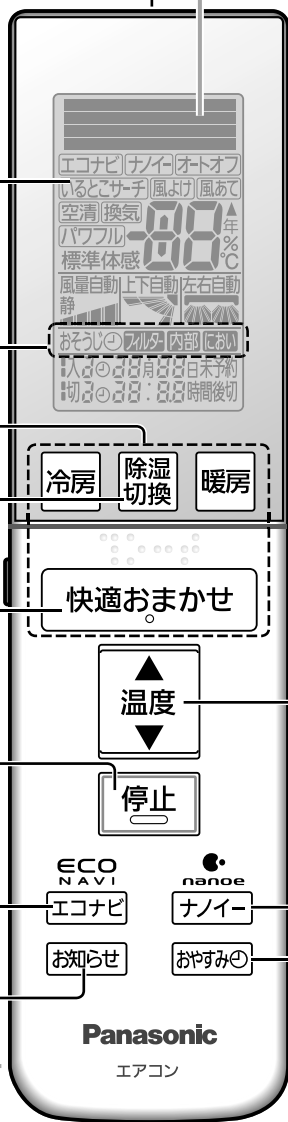 エコナビ ナノイー オートオフ
いるとこサーチ 風よけ 風あて
空清 換気 88 ▲年
パワフル %
標準体感 ℃
風量自動 上下自動 左右自動
静
おそうじ フィルター 内部 におい
入 88月88日 未予約
切 88:88 時間後切
冷房 除湿切換 暖房
快適おまかせ
▲
温度
▼
停止
ECO NAVI nanoe
エコナビ ナノイー
お知らせ おやすみ
Panasonic
エアコン